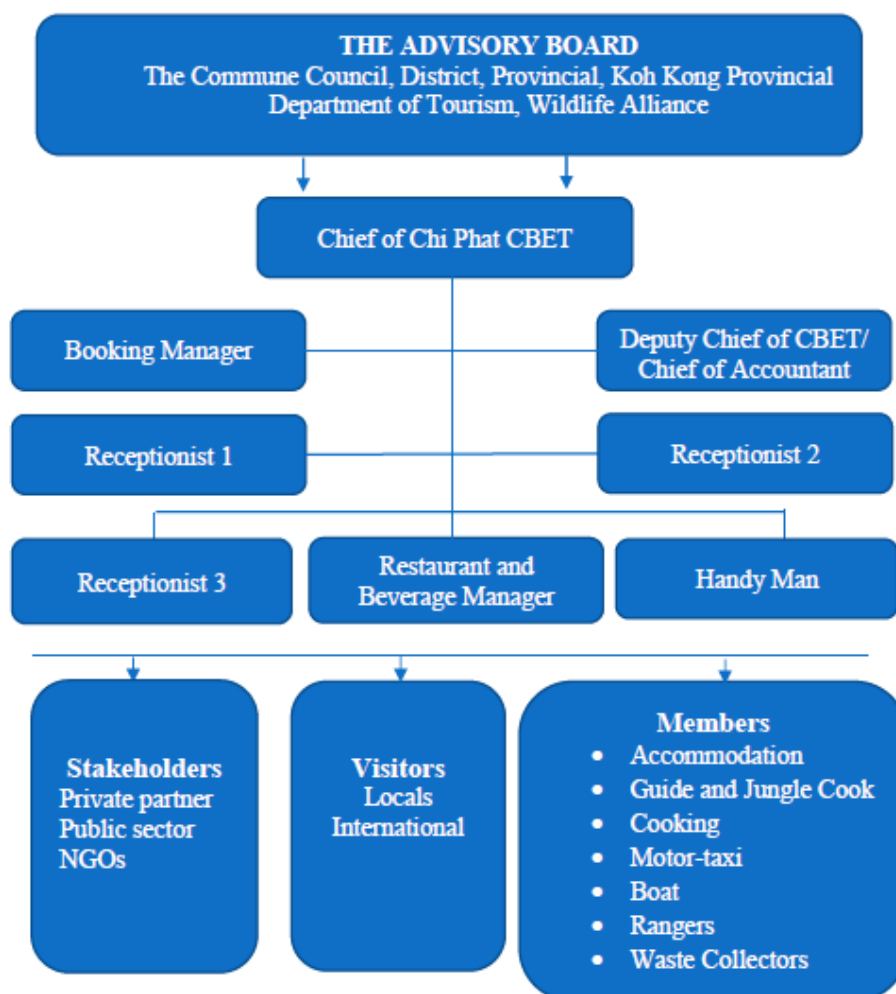 THE ADVISORY BOARD
The Commune Council, District, Provincial, Koh Kong Provincial
Department of Tourism, Wildlife Alliance
Chief of Chi Phat CBET
Booking Manager
Deputy Chief of CBET/
Chief of Accountant
Receptionist 1
Receptionist 2
Receptionist 3
Restaurant and
Beverage Manager
Handy Man
Stakeholders
Private partner
Public sector
NGOs
Visitors
Locals
International
Members
• Accommodation
• Guide and Jungle Cook
• Cooking
• Motor-taxi
• Boat
• Rangers
• Waste Collectors